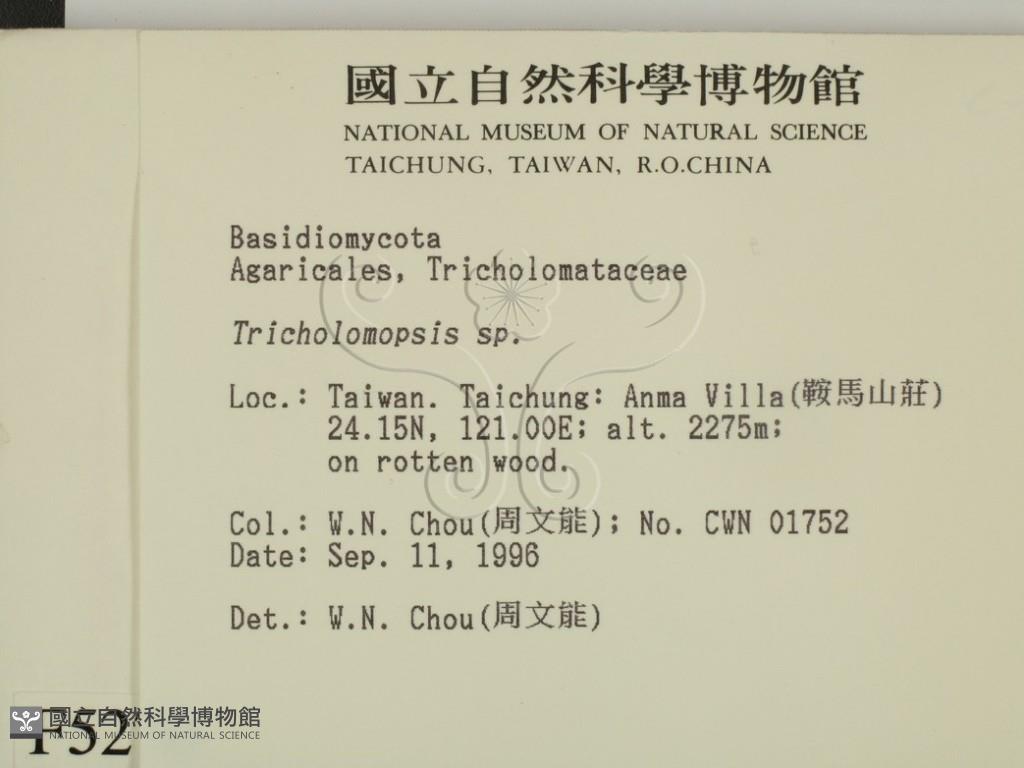 國立自然科學博物館
NATIONAL MUSEUM OF NATURAL SCIENCE
TAICHUNG, TAIWAN, R.O.CHINA
Basidiomycota
Agaricales, Tricholomataceae
Tricholomopsis sp.
Loc.: Taiwan. Taichung: Anma Villa(鞍馬山莊)
24.15N, 121.00E; alt. 2275m;
on rotten wood.
Col.: W.N. Chou(周文能); No. CWN 01752
Date: Sep. 11, 1996
Det.: W.N. Chou(周文能)
F52
國立自然科學博物館
NATIONAL MUSEUM OF NATURAL SCIENCE